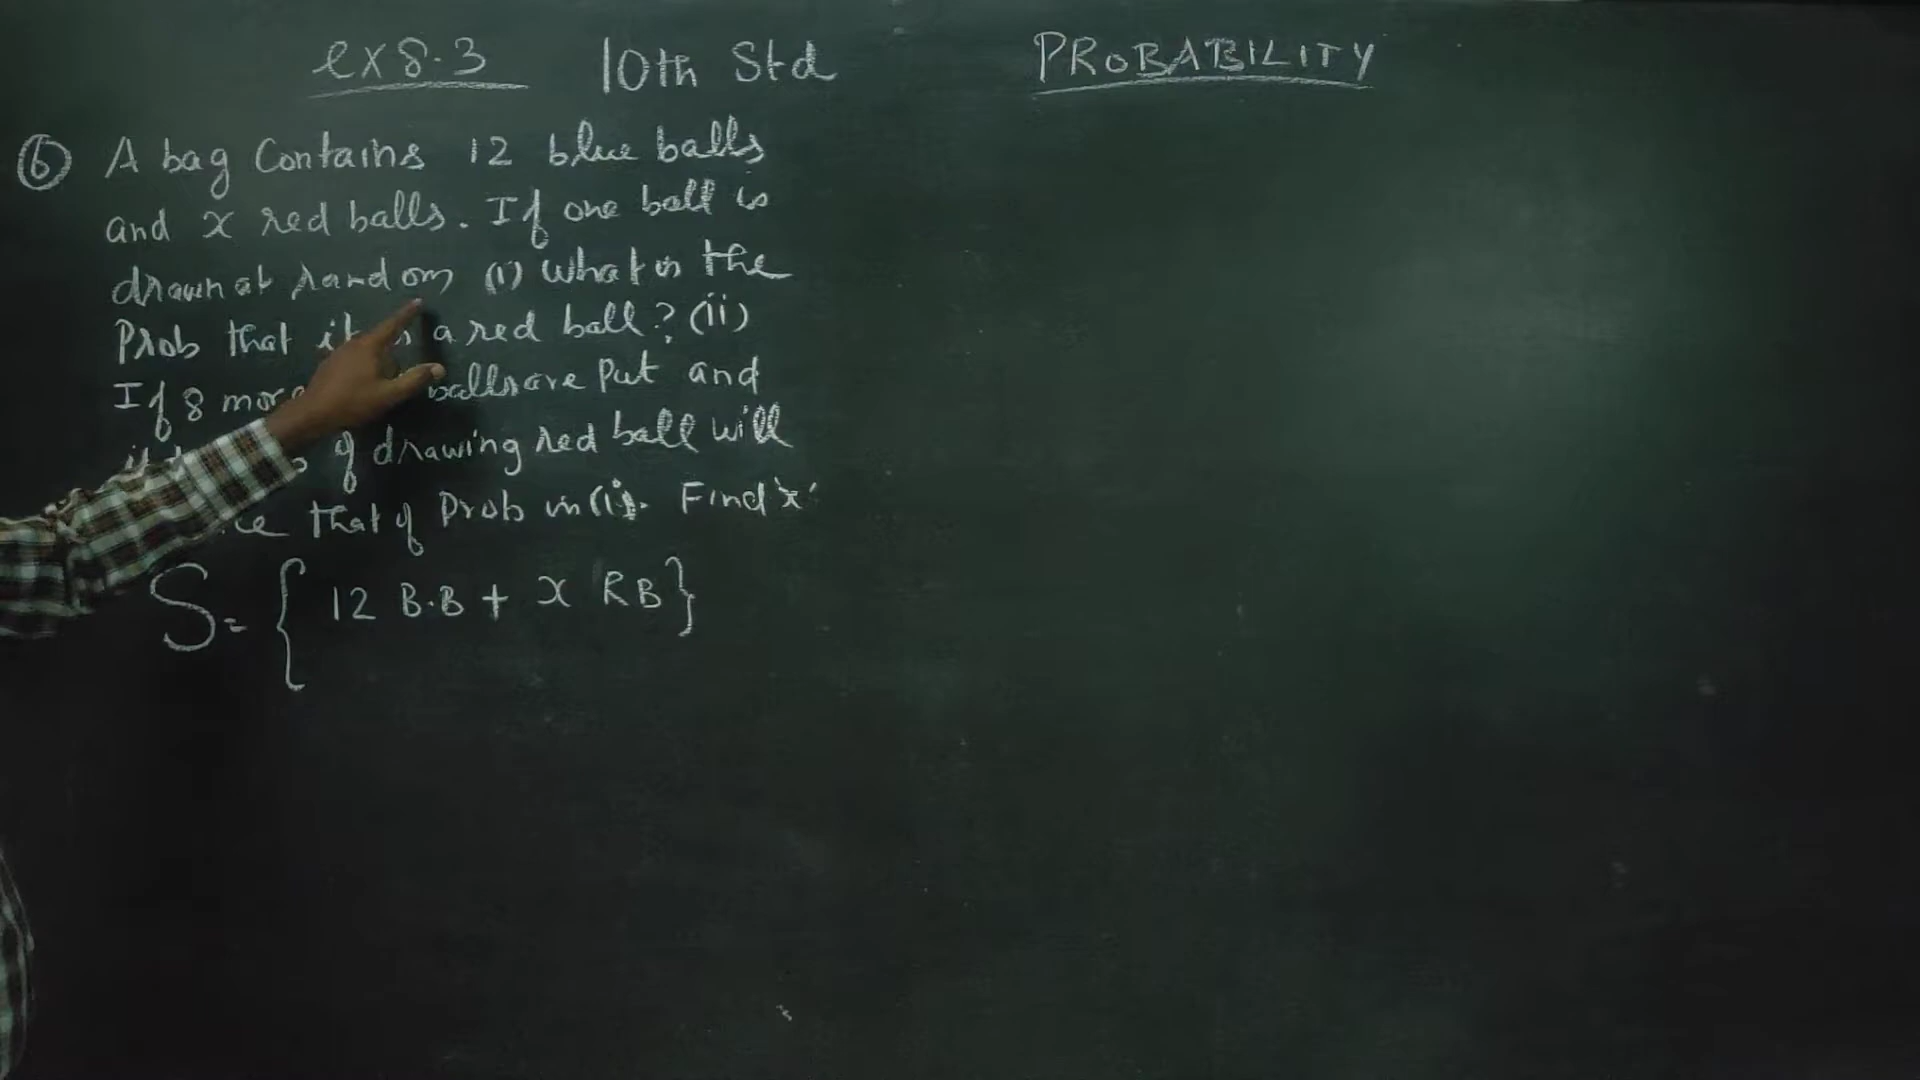 ex 8.3 10th Std PROBABILITY
6 A bag Contains 12 blue balls
and x red balls. If one ball is
drawn at random (i) What is the
Prob that it a red ball? (ii)
If 8 more balls are Put and
of drawing red ball will
that of Prob in (i). Find 'x'
S = { 12 B.B + x RB }